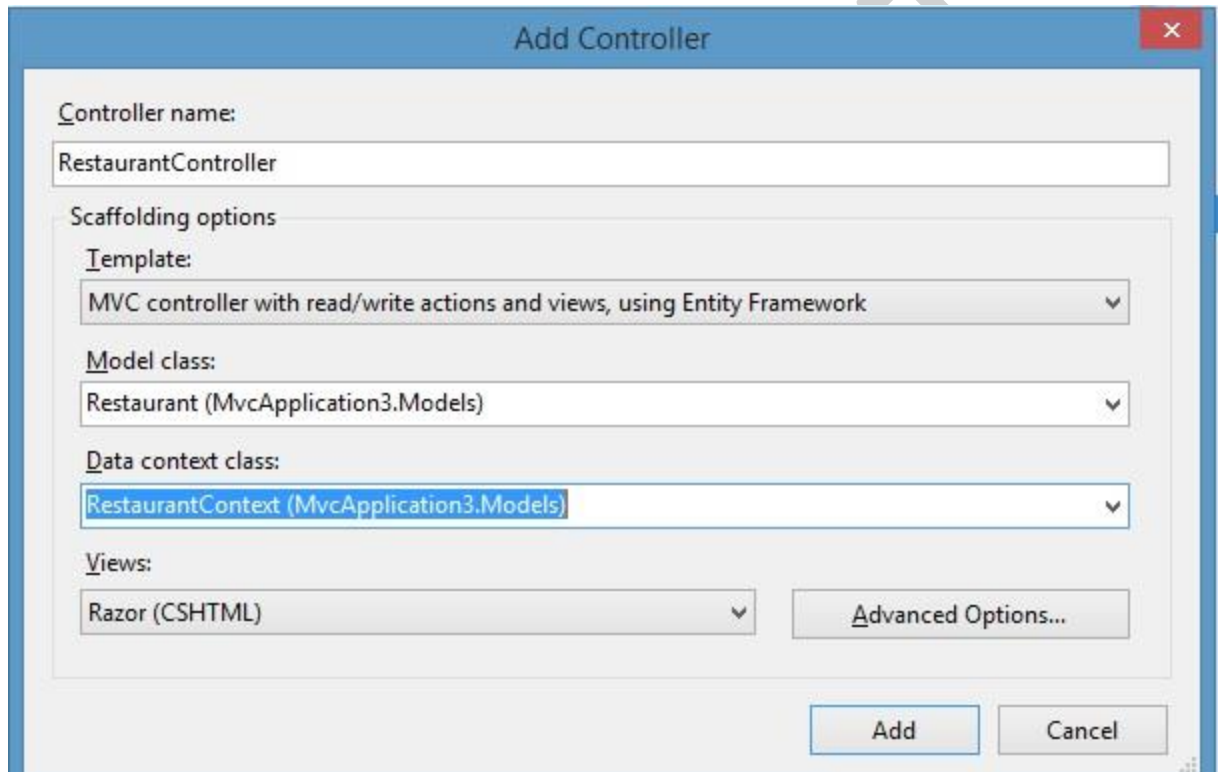 Add Controller
Controller name:
RestaurantController
Scaffolding options
Template:
MVC controller with read/write actions and views, using Entity Framework
Model class:
Restaurant (MvcApplication3.Models)
Data context class:
RestaurantContext (MvcApplication3.Models)
Views:
Razor (CSHTML)
Advanced Options...
Add
Cancel